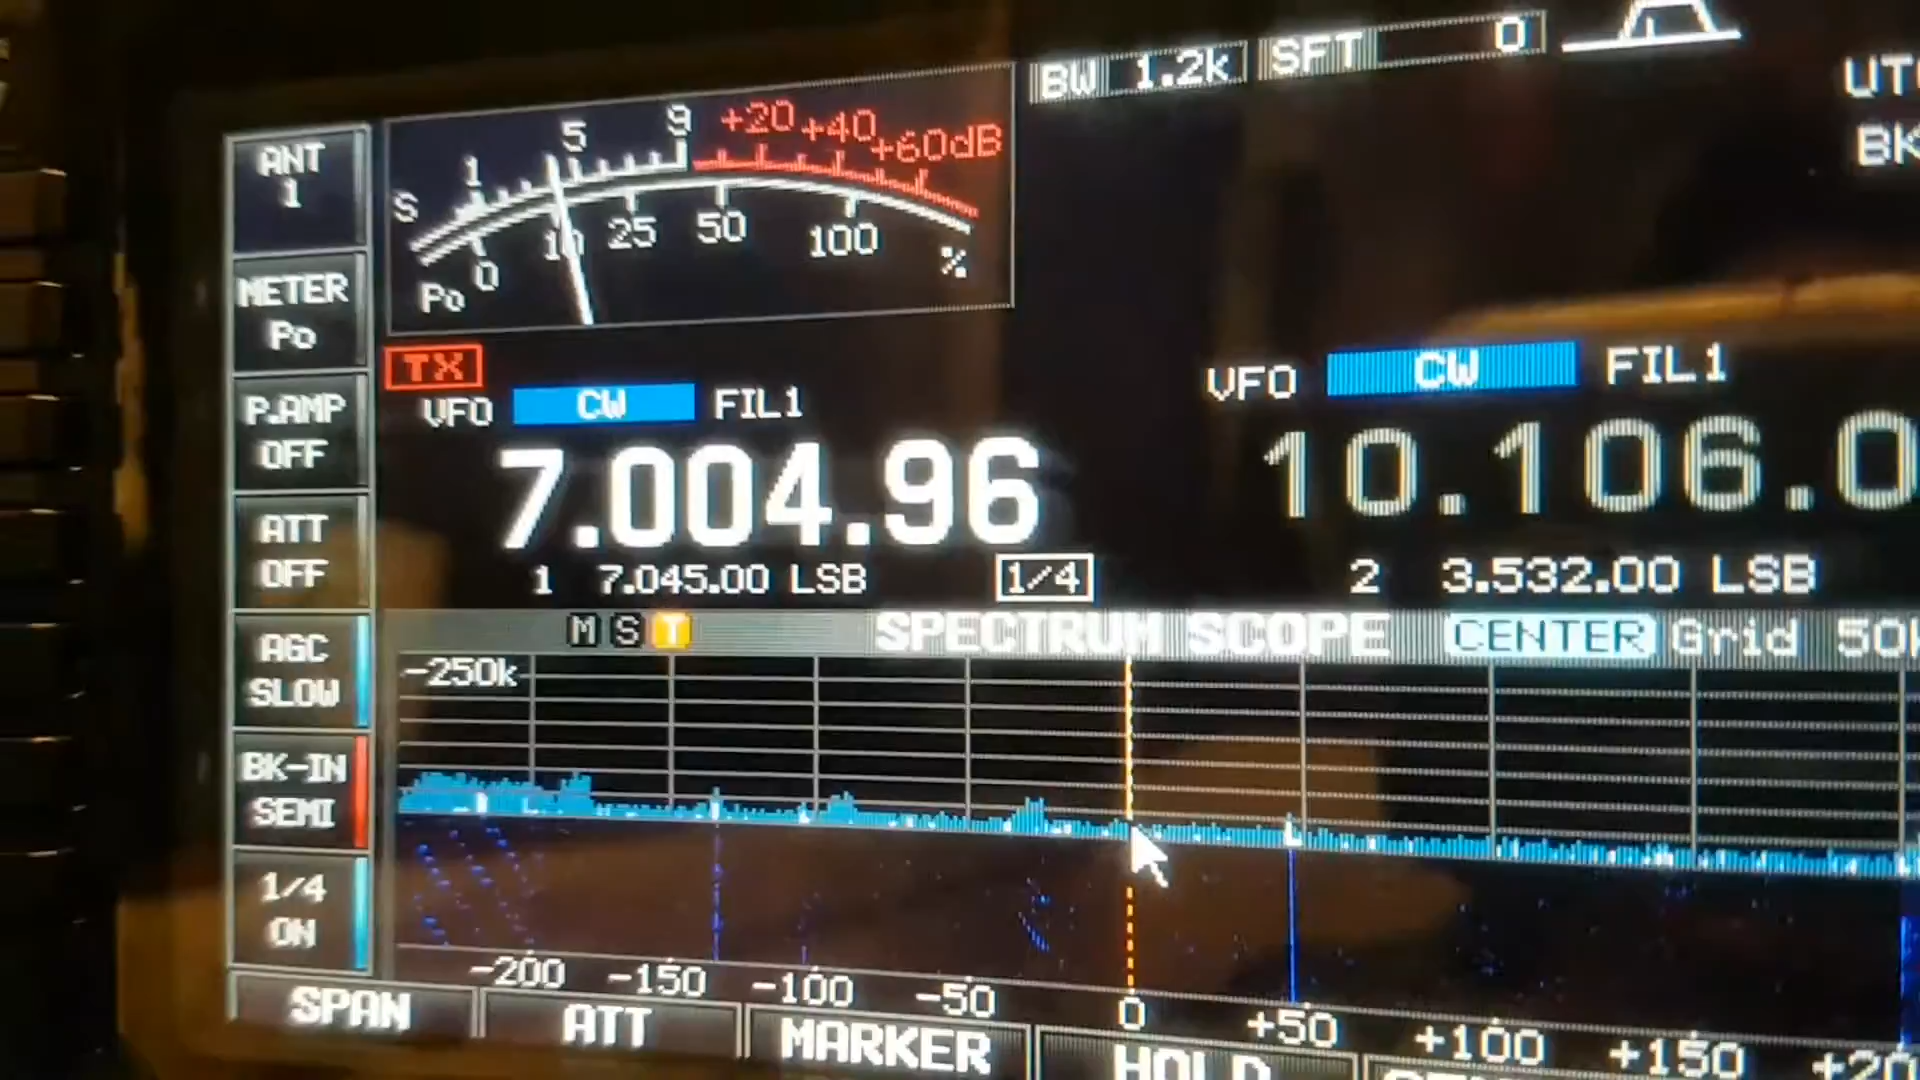 BW 1.2k SFT 0
ANT
1
METER
Po
P.AMP
OFF
ATT
OFF
AGC
SLOW
BK-IN
SEMI
1/4
ON
S 1 5 9 +20 +40 +60dB
Po 0 10 25 50 100 %
TX
VFO CW FIL1
7.004.96
1 7.045.00 LSB 1/4
VFO CW FIL1
10.106.0
2 3.532.00 LSB
M S T SPECTRUM SCOPE CENTER Grid 50k
-250k
-200 -150 -100 -50 0 +50 +100 +150 +20
SPAN ATT MARKER HOLD